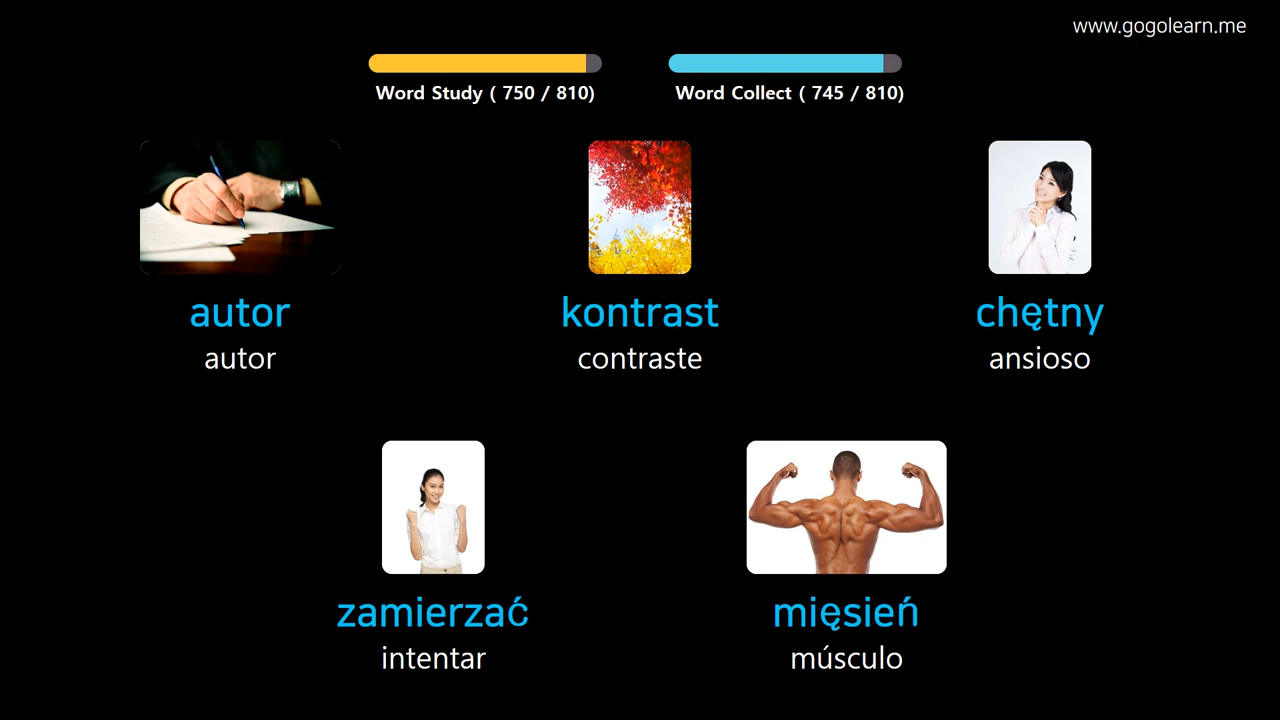 www.gogolearn.me
Word Study ( 750 / 810)
Word Collect ( 745 / 810)
autor
autor
kontrast
contraste
chętny
ansioso
zamierzać
intentar
mięsień
músculo